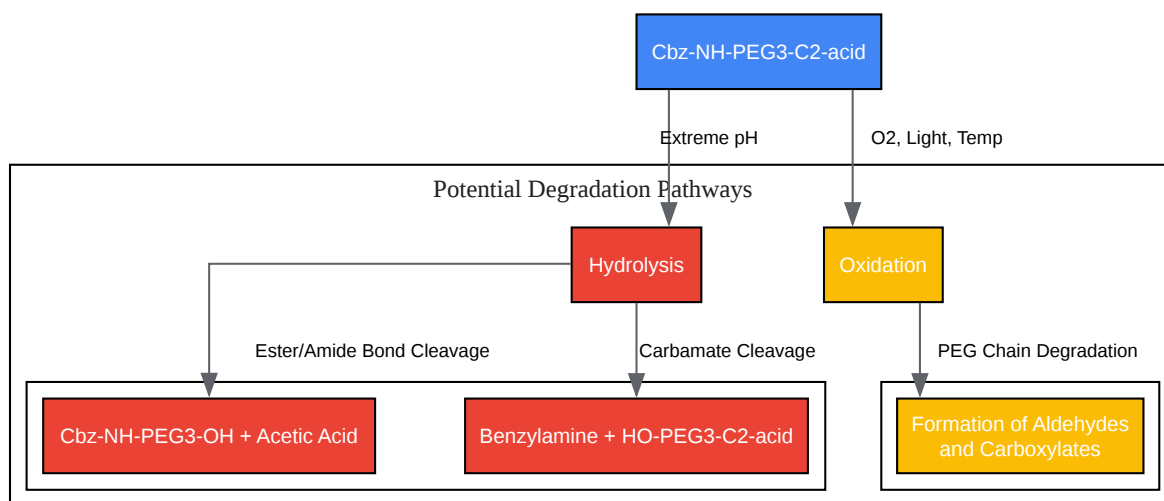 Cbz-NH-PEG3-C2-acid
Extreme pH
O2, Light, Temp
Potential Degradation Pathways
Hydrolysis
Oxidation
Ester/Amide Bond Cleavage
Carbamate Cleavage
PEG Chain Degradation
Cbz-NH-PEG3-OH + Acetic Acid
Benzylamine + HO-PEG3-C2-acid
Formation of Aldehydes
and Carboxylates